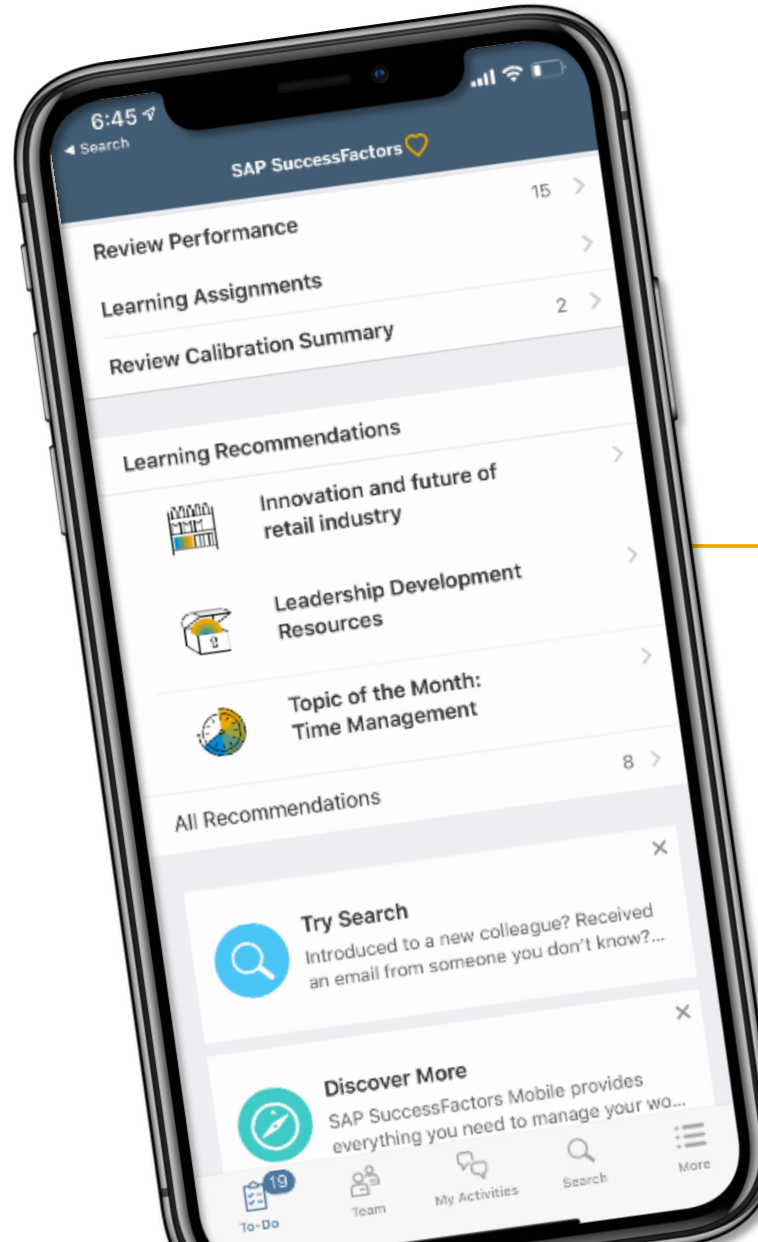 6:45
Search
SAP SuccessFactors
Review Performance 15
Learning Assignments
Review Calibration Summary 2
Learning Recommendations
Innovation and future of
retail industry
Leadership Development
Resources
Topic of the Month:
Time Management
All Recommendations 8
Try Search
Introduced to a new colleague? Received
an email from someone you don't know?...
Discover More
SAP SuccessFactors Mobile provides
everything you need to manage your wo...
19
To-Do Team My Activities Search More